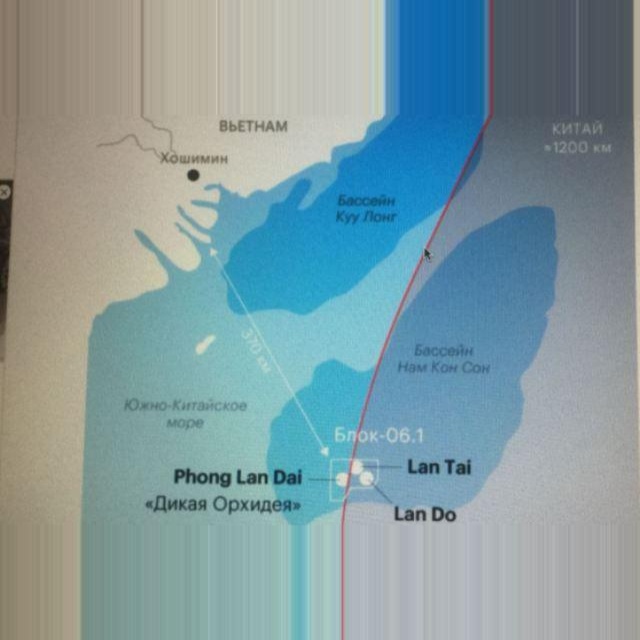 ВЬЕТНАМ
КИТАЙ
≈1200 км
Хошимин
Бассейн
Куу Лонг
370 км
Бассейн
Нам Кон Сон
Южно-Китайское
море
Блок-06.1
Lan Tai
Phong Lan Dai
«Дикая Орхидея»
Lan Do